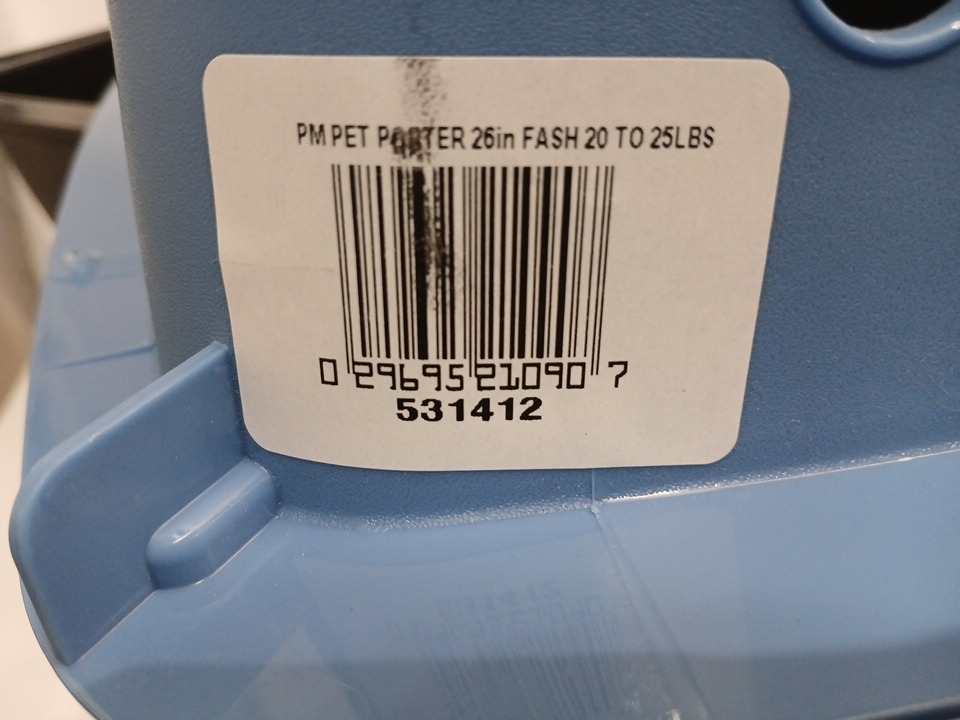 PM PET PORTER 26in FASH 20 TO 25LBS
0 29695 21090 7
531412